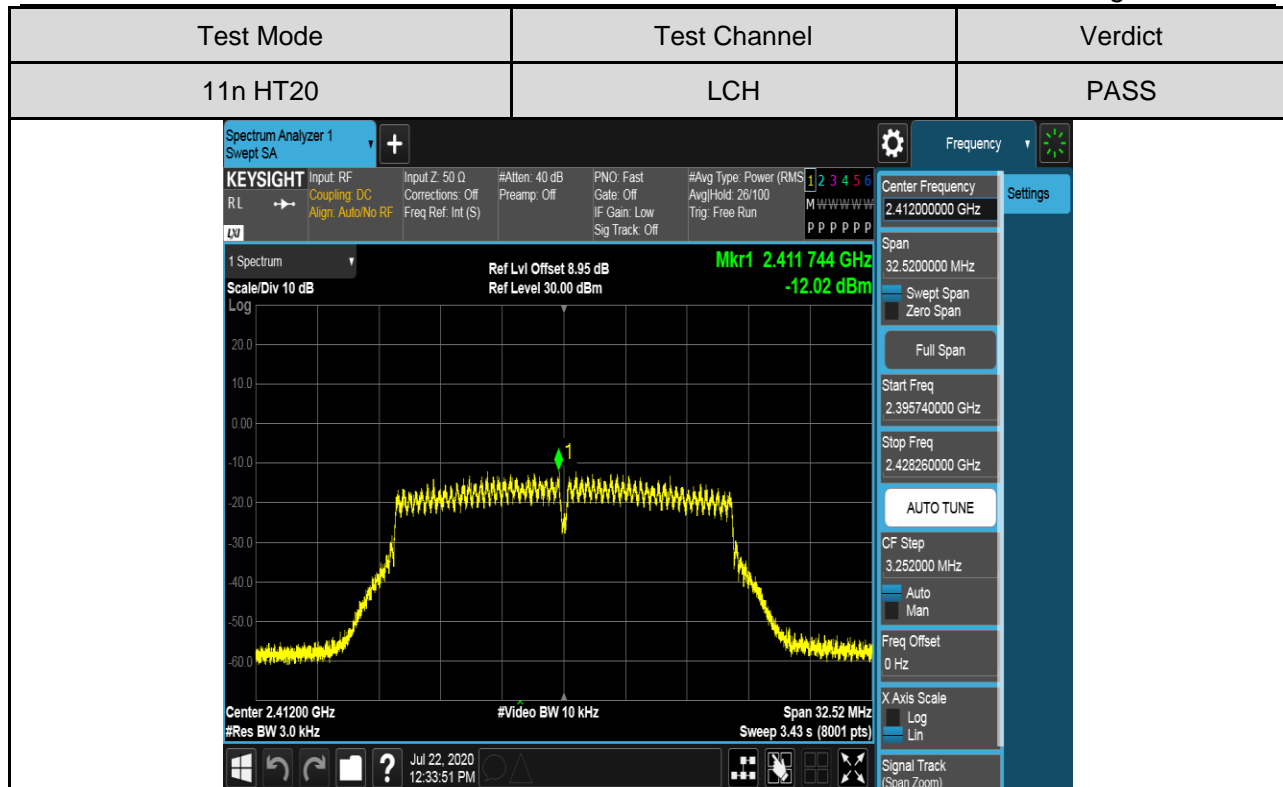 Test Mode Test Channel Verdict
11n HT20 LCH PASS
Spectrum Analyzer 1
Swept SA
+
Frequency
KEYSIGHT
RL
LXI
Input: RF
Coupling: DC
Align: Auto/No RF
Input Z: 50 Ω
Corrections: Off
Freq Ref: Int (S)
#Atten: 40 dB
Preamp: Off
PNO: Fast
Gate: Off
IF Gain: Low
Sig Track: Off
#Avg Type: Power (RMS
Avg|Hold: 26/100
Trig: Free Run
1 2 3 4 5 6
M W W W W W
P P P P P P
1 Spectrum
Scale/Div 10 dB
Ref Lvl Offset 8.95 dB
Ref Level 30.00 dBm
Mkr1 2.411 744 GHz
-12.02 dBm
Log
20.0
10.0
0.00
-10.0
-20.0
-30.0
-40.0
-50.0
-60.0
1
Center 2.41200 GHz
#Res BW 3.0 kHz
#Video BW 10 kHz
Span 32.52 MHz
Sweep 3.43 s (8001 pts)
Jul 22, 2020
12:33:51 PM
?
Center Frequency
2.412000000 GHz
Settings
Span
32.5200000 MHz
Swept Span
Zero Span
Full Span
Start Freq
2.395740000 GHz
Stop Freq
2.428260000 GHz
AUTO TUNE
CF Step
3.252000 MHz
Auto
Man
Freq Offset
0 Hz
X Axis Scale
Log
Lin
Signal Track
(Span Zoom)